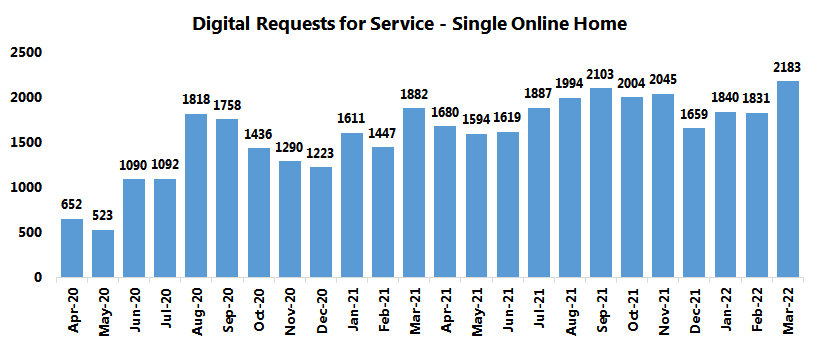 Digital Requests for Service - Single Online Home
2500
2000
1500
1000
500
0
652
523
1090
1092
1818
1758
1436
1290
1223
1611
1447
1882
1680
1594
1619
1887
1994
2103
2004
2045
1659
1840
1831
2183
Apr-20
May-20
Jun-20
Jul-20
Aug-20
Sep-20
Oct-20
Nov-20
Dec-20
Jan-21
Feb-21
Mar-21
Apr-21
May-21
Jun-21
Jul-21
Aug-21
Sep-21
Oct-21
Nov-21
Dec-21
Jan-22
Feb-22
Mar-22